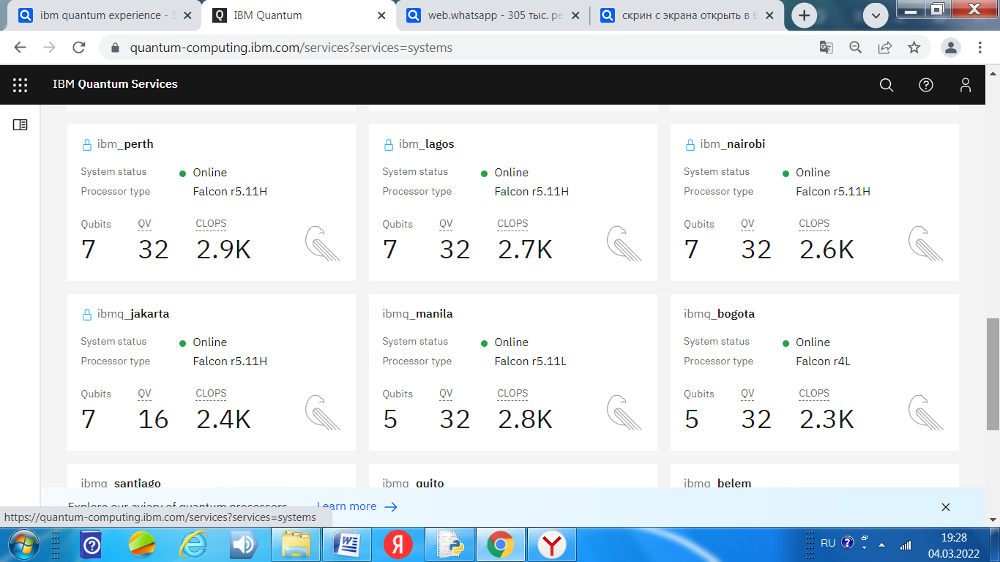 ibm quantum experience - 1
IBM Quantum
web.whatsapp - 305 тыс. ре
скрин с экрана открыть в б
quantum-computing.ibm.com/services?services=systems
IBM Quantum Services
ibm_perth
System status Online
Processor type Falcon r5.11H
Qubits QV CLOPS
7 32 2.9K
ibm_lagos
System status Online
Processor type Falcon r5.11H
Qubits QV CLOPS
7 32 2.7K
ibm_nairobi
System status Online
Processor type Falcon r5.11H
Qubits QV CLOPS
7 32 2.6K
ibmq_jakarta
System status Online
Processor type Falcon r5.11H
Qubits QV CLOPS
7 16 2.4K
ibmq_manila
System status Online
Processor type Falcon r5.11L
Qubits QV CLOPS
5 32 2.8K
ibmq_bogota
System status Online
Processor type Falcon r4L
Qubits QV CLOPS
5 32 2.3K
ibmq_santiago
ibmq_quito
ibmq_belem
Explore our aviary of quantum processors Learn more
https://quantum-computing.ibm.com/services?services=systems
RU
19:28
04.03.2022